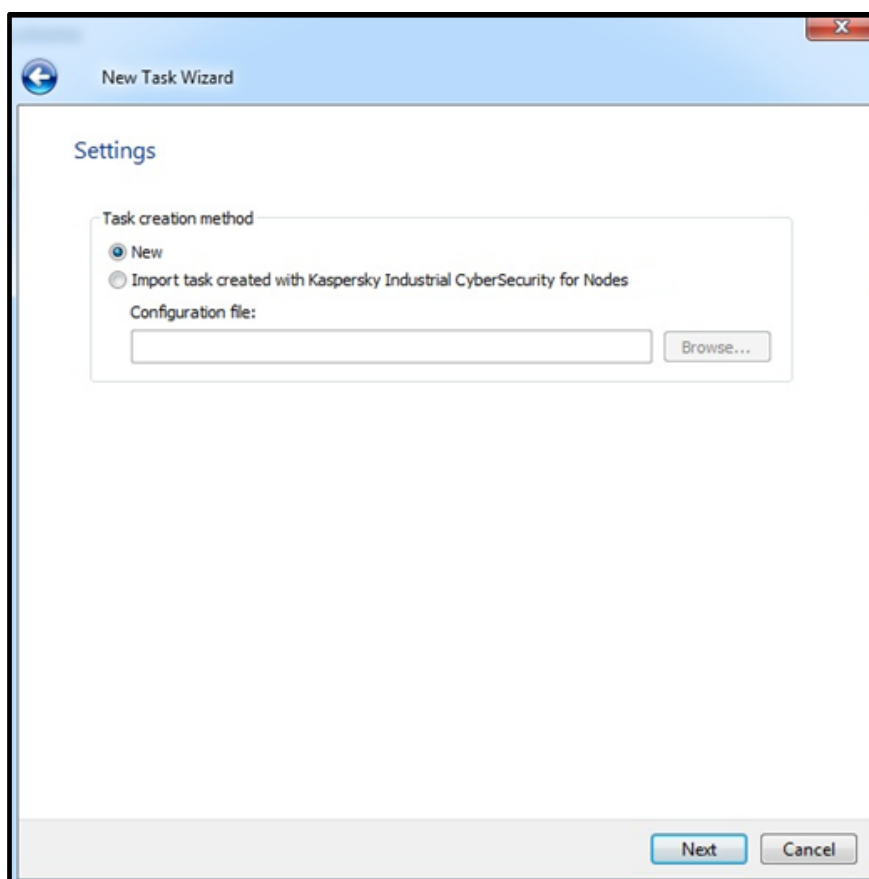 New Task Wizard
Settings
Task creation method
New
Import task created with Kaspersky Industrial CyberSecurity for Nodes
Configuration file:
Browse...
Next
Cancel